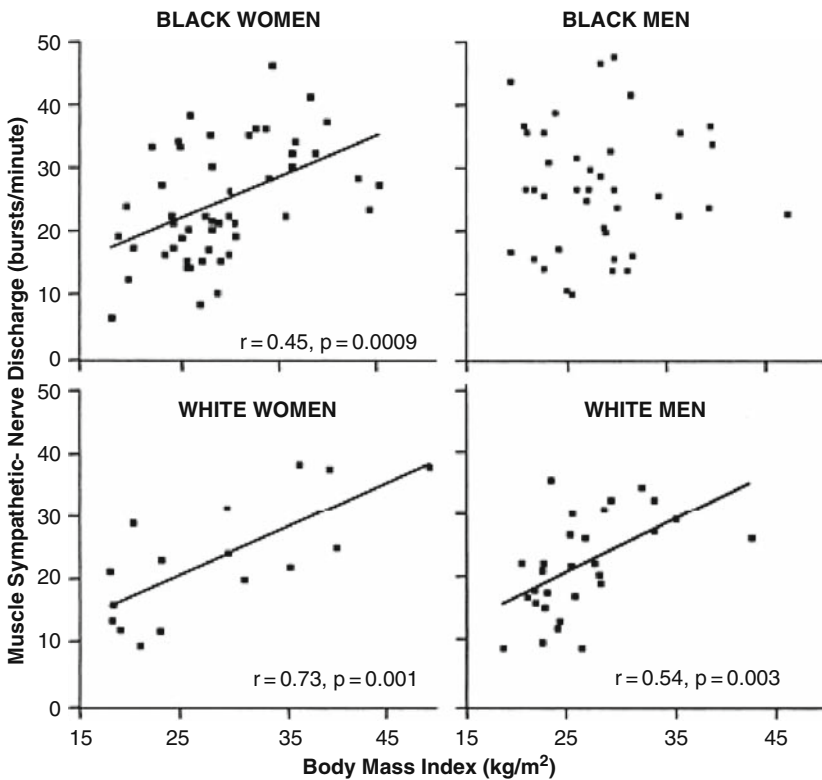 BLACK WOMEN
BLACK MEN
50
40
30
20
10
0
r = 0.45, p = 0.0009
WHITE WOMEN
WHITE MEN
50
40
30
20
10
0
r = 0.73, p = 0.001
r = 0.54, p = 0.003
15 25 35 45
15 25 35 45
Muscle Sympathetic- Nerve Discharge (bursts/minute)
Body Mass Index (kg/m²)